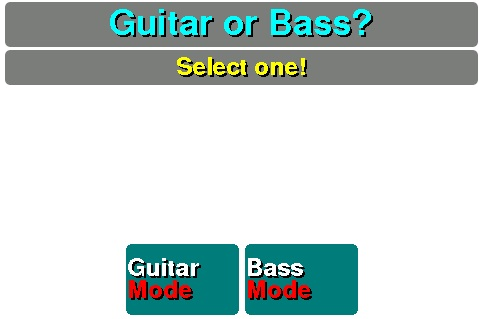 Guitar or Bass?
Select one!
Guitar
Mode
Bass
Mode